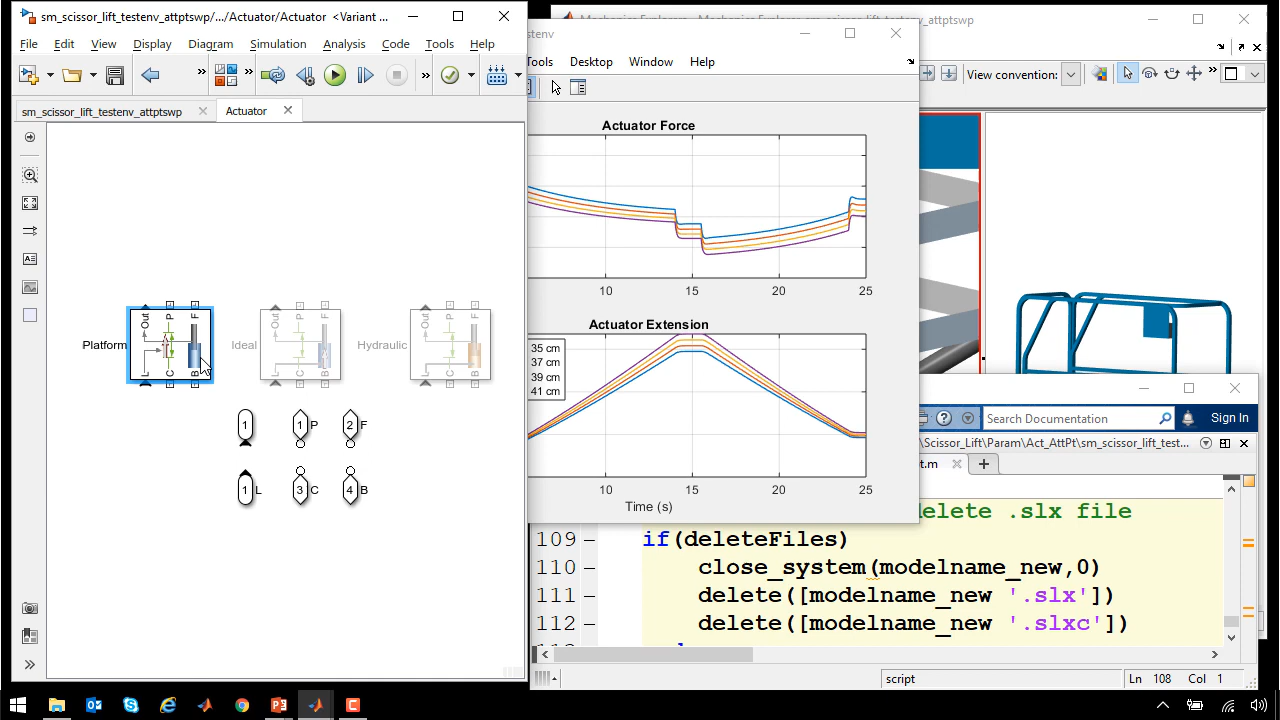 sm_scissor_lift_testenv_attptswp/.../Actuator/Actuator <Variant ...
File Edit View Display Diagram Simulation Analysis Code Tools Help
sm_scissor_lift_testenv_attptswp
Actuator
Platform
Out
P
F
L
C
B
Ideal
Out
P
F
L
C
B
Hydraulic
Out
P
F
L
C
B
1
1 P
2 F
1 L
3 C
4 B
testenv
Tools Desktop Window Help
Actuator Force
10 15 20 25
Actuator Extension
35 cm
37 cm
39 cm
41 cm
10 15 20 25
Time (s)
View convention:
Search Documentation
Sign In
\Scissor_Lift\Param\Act_AttPt\sm_scissor_lift_test...
t.m
delete .slx file
109 – if(deleteFiles)
110 – close_system(modelname_new,0)
111 – delete([modelname_new '.slx'])
112 – delete([modelname_new '.slxc'])
script
Ln 108 Col 1